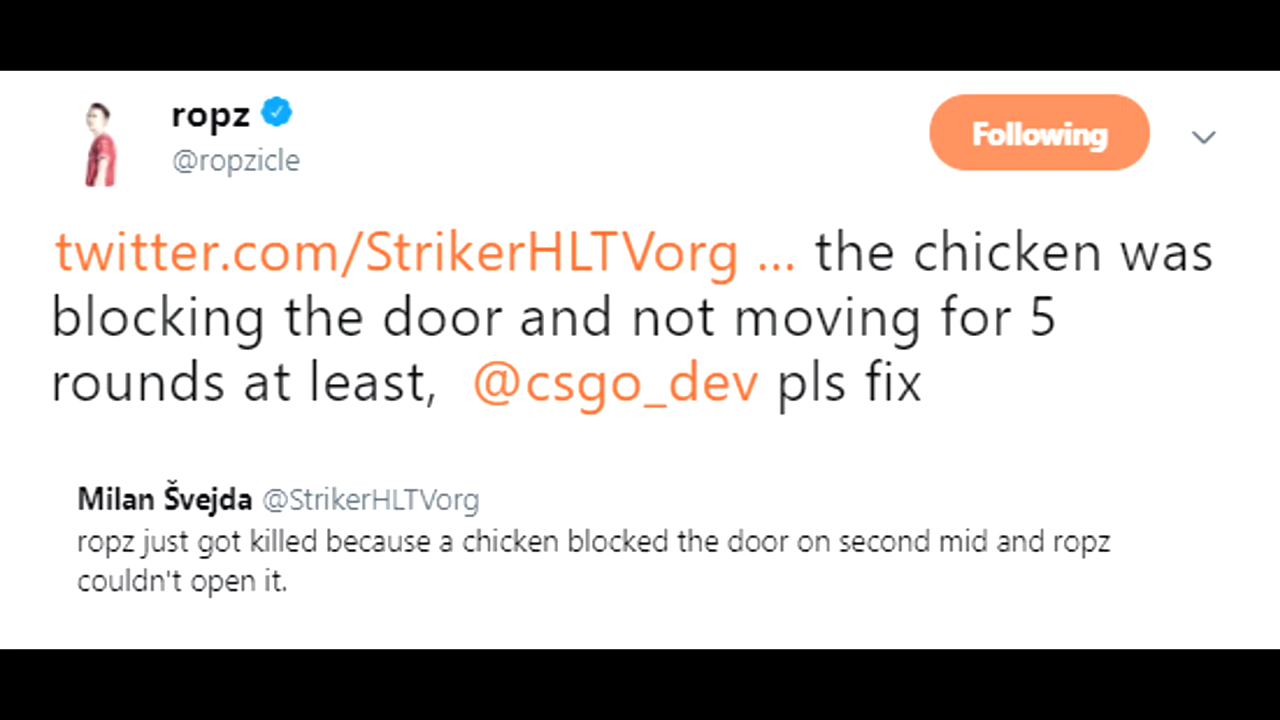 ropz
@ropzicle
Following
twitter.com/StrikerHLTVorg ... the chicken was
blocking the door and not moving for 5
rounds at least, @csgo_dev pls fix
Milan Švejda @StrikerHLTVorg
ropz just got killed because a chicken blocked the door on second mid and ropz
couldn't open it.